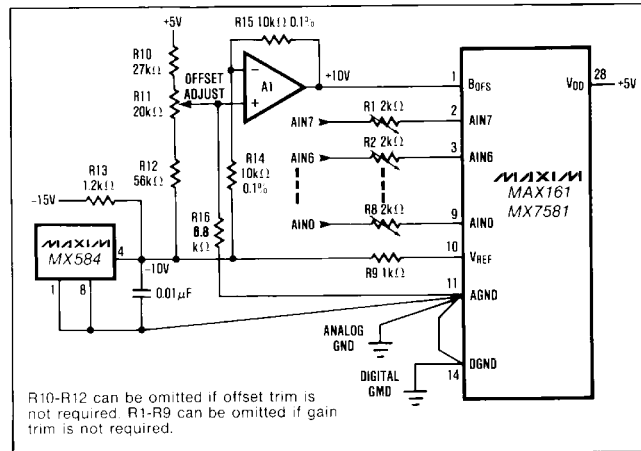 R15 10kΩ 0.1%
+5V
R10
27kΩ
OFFSET
ADJUST
R11
20kΩ
−
+
A1
+10V
1
BOFS
VDD
28
+5V
R1 2kΩ
AIN7
2
AIN7
R2 2kΩ
AIN6
3
AIN6
MAXIM
MAX161
MX7581
R12
56kΩ
R14
10kΩ
0.1%
R13
1.2kΩ
−15V
R16
8.8
kΩ
R8 2kΩ
AIN0
9
AIN0
MAXIM
MX584
4
−10V
10
VREF
R9 1kΩ
1
8
0.01µF
11
AGND
ANALOG
GND
DGND
14
DIGITAL
GMD
R10-R12 can be omitted if offset trim is
not required. R1-R9 can be omitted if gain
trim is not required.